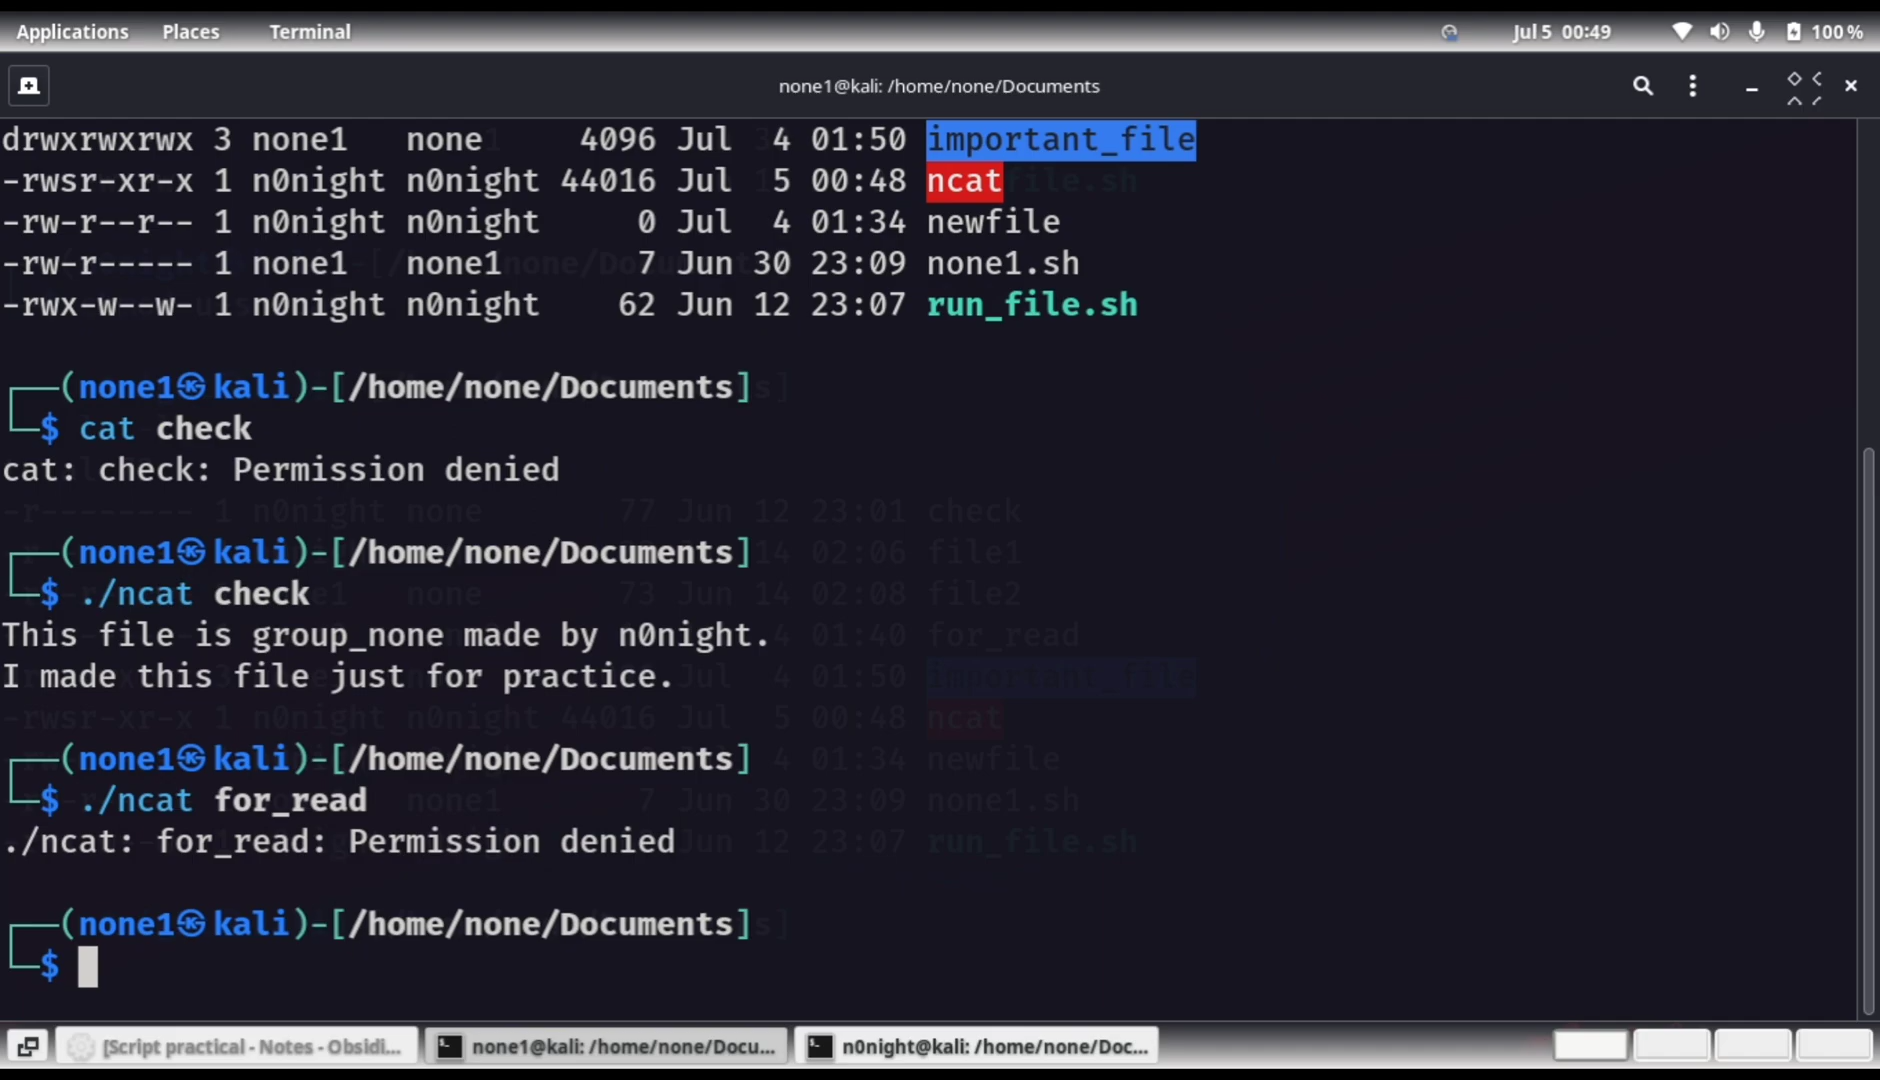 Applications Places Terminal Jul 5 00:49 100%
none1@kali: /home/none/Documents
drwxrwxrwx 3 none1 none 4096 Jul 4 01:50 important_file
-rwsr-xr-x 1 n0night n0night 44016 Jul 5 00:48 ncat
-rw-r--r-- 1 n0night n0night 0 Jul 4 01:34 newfile
-rw-r----- 1 none1 none1 7 Jun 30 23:09 none1.sh
-rwx-w--w- 1 n0night n0night 62 Jun 12 23:07 run_file.sh
┌──(none1㉿kali)-[/home/none/Documents]
└─$ cat check
cat: check: Permission denied
┌──(none1㉿kali)-[/home/none/Documents]
└─$ ./ncat check
This file is group_none made by n0night.
I made this file just for practice.
┌──(none1㉿kali)-[/home/none/Documents]
└─$ ./ncat for_read
./ncat: for_read: Permission denied
┌──(none1㉿kali)-[/home/none/Documents]
└─$
[Script practical - Notes - Obsidi... none1@kali: /home/none/Docu... n0night@kali: /home/none/Doc...